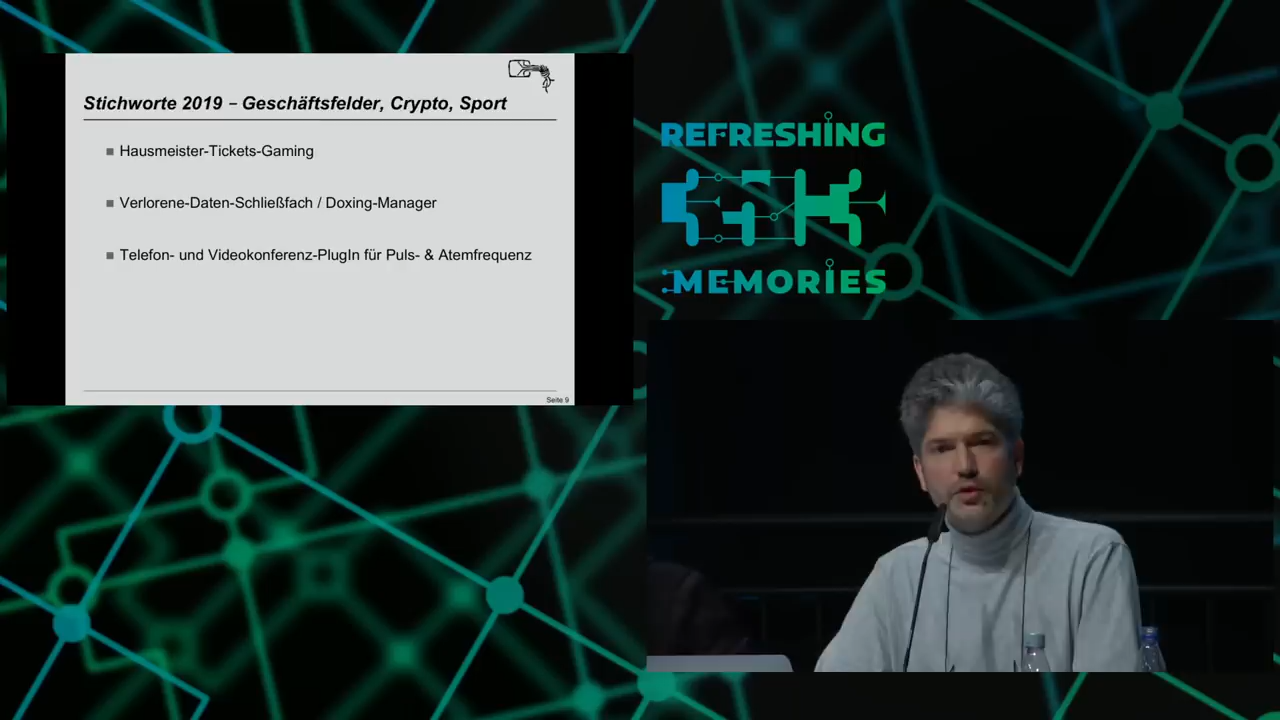 Stichworte 2019 – Geschäftsfelder, Crypto, Sport
Hausmeister-Tickets-Gaming
Verlorene-Daten-Schließfach / Doxing-Manager
Telefon- und Videokonferenz-PlugIn für Puls- & Atemfrequenz
Seite 9
REFRESHING
MEMORIES